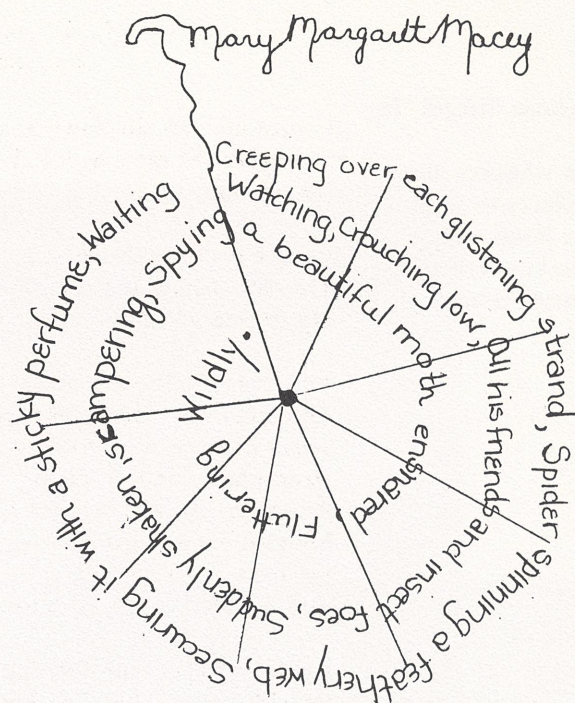 Mary Margarett Macey
Creeping over each glistening strand, Spider spinning a feathery web, Securing it with a sticky perfume, Waiting
Watching, Crouching low, all his friends and insect foes, Suddenly shaken, scampering, Spying
a beautiful moth ensnared, Fluttering Wildly.